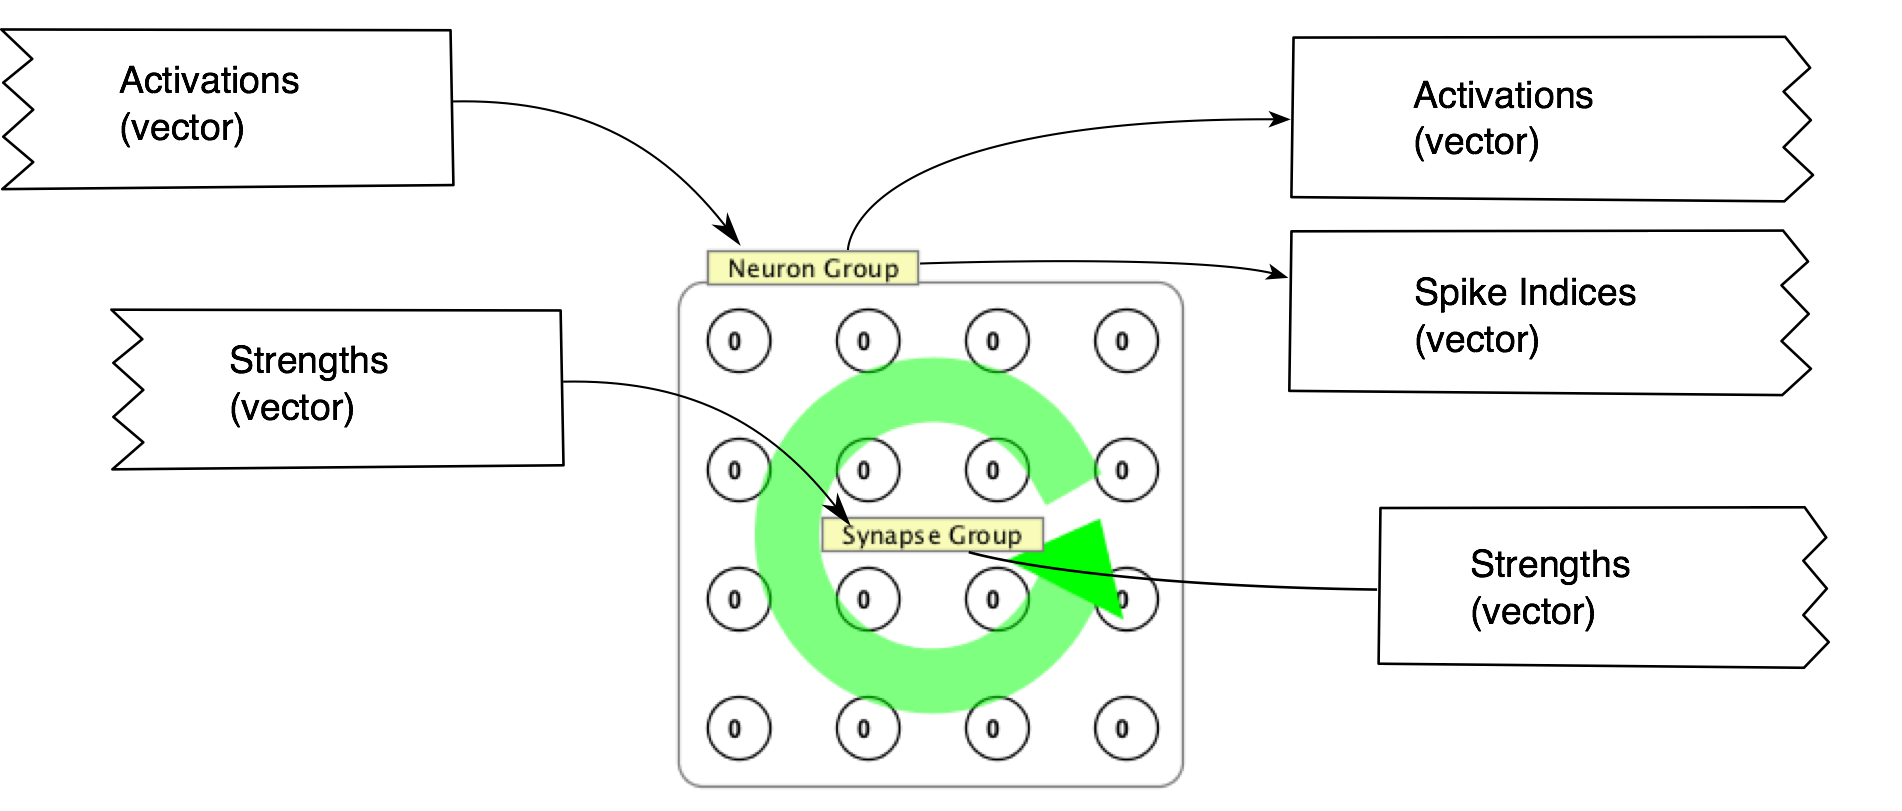 Activations
(vector)
Activations
(vector)
Neuron Group
Spike Indices
(vector)
0 0 0 0
Strengths
(vector)
0 0 0 0
Synapse Group
Strengths
(vector)
0 0 0 0
0 0 0 0